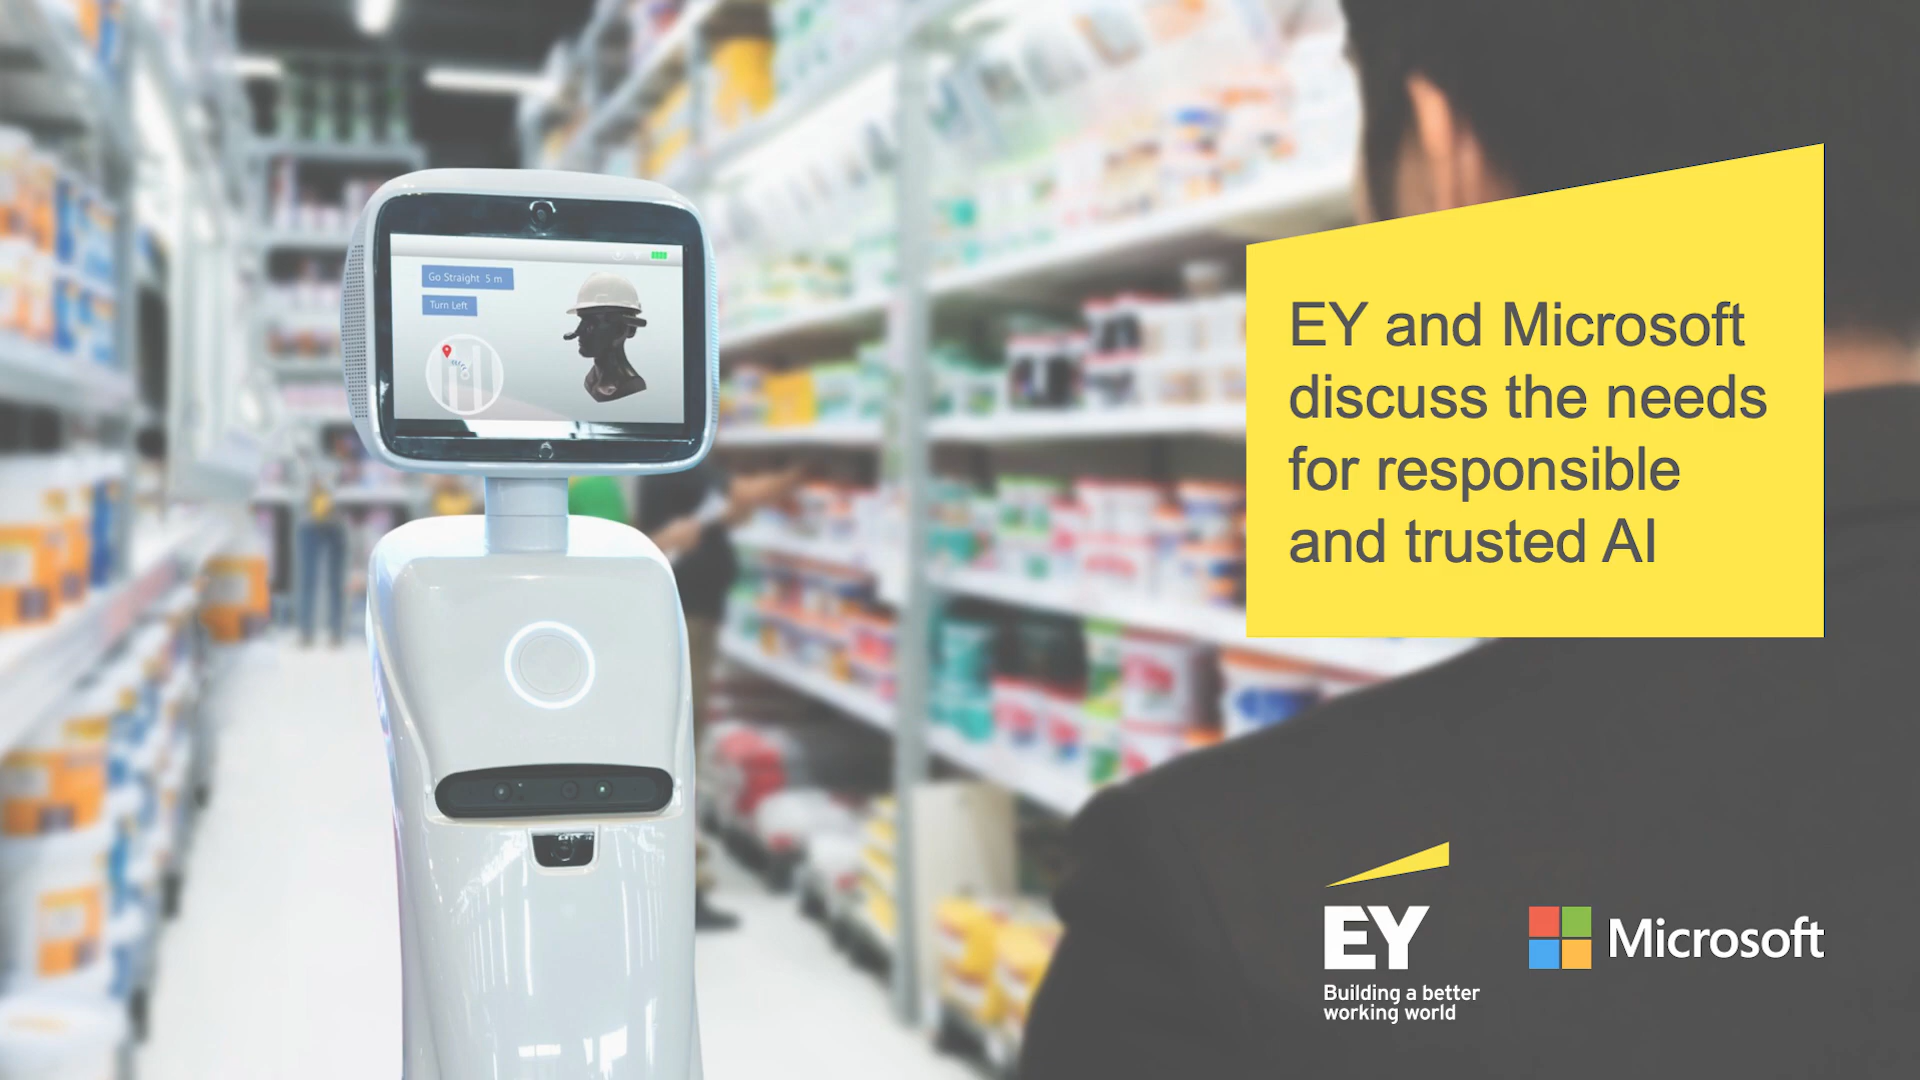 Go Straight 5 m
Turn Left
EY and Microsoft
discuss the needs
for responsible
and trusted AI
EY
Building a better
working world
Microsoft